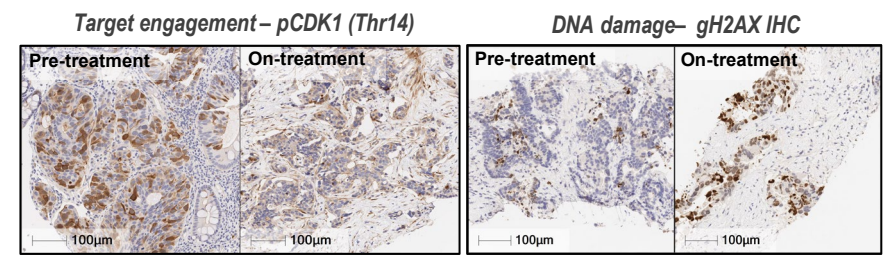 Target engagement – pCDK1 (Thr14)
DNA damage– gH2AX IHC
Pre-treatment
On-treatment
Pre-treatment
On-treatment
100µm
100µm
100µm
100µm